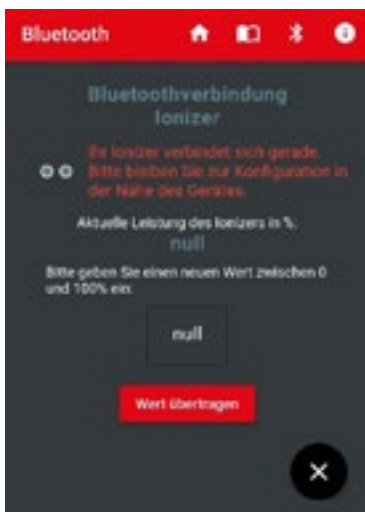 Bluetooth
Bluetoothverbindung
Ionizer
Ihr Ionizer verbindet sich gerade.
Bitte bleiben Sie zur Konfiguration in
der Nähe des Gerätes.
Aktuelle Leistung des Ionizers in %:
null
Bitte geben Sie einen neuen Wert zwischen 0
und 100% ein:
null
Wert übertragen